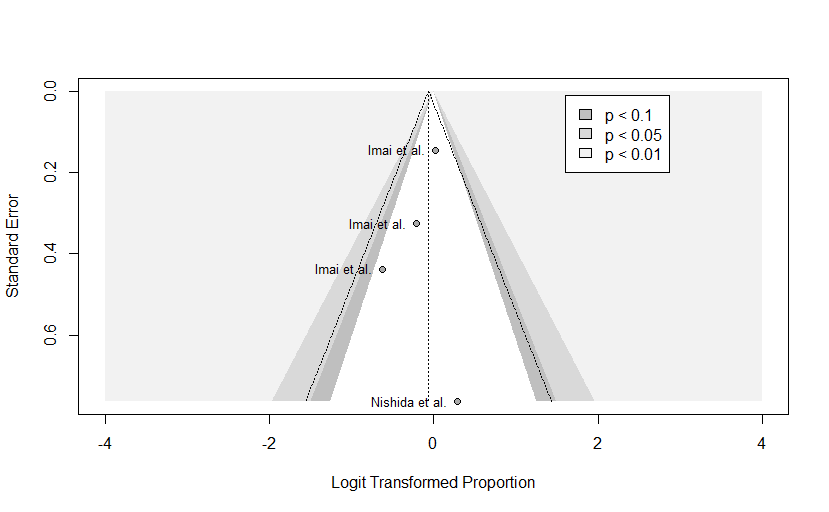 p < 0.1
p < 0.05
p < 0.01
Imai et al.
Imai et al.
Imai et al.
Nishida et al.
Standard Error
0.0
0.2
0.4
0.6
-4
-2
0
2
4
Logit Transformed Proportion